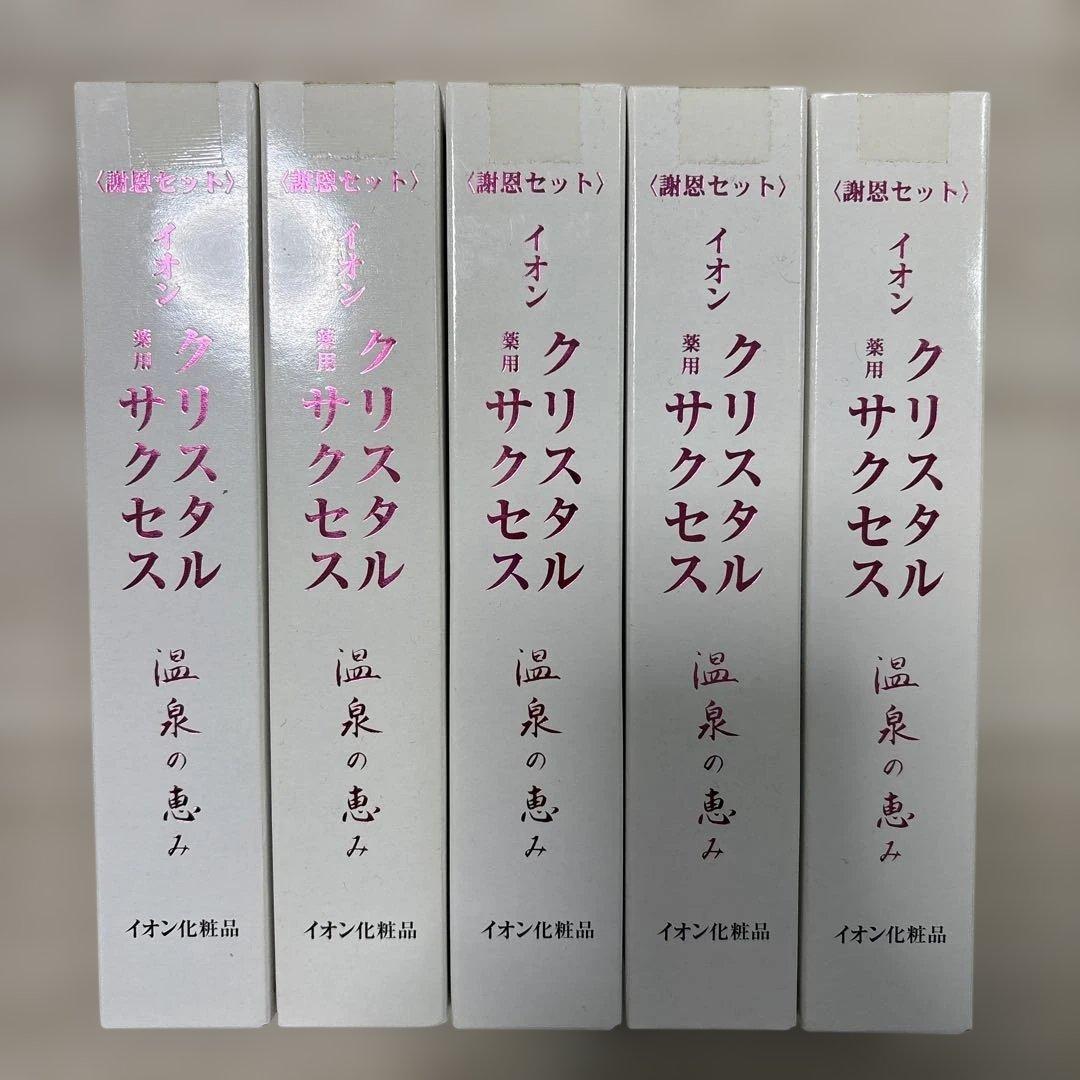 〈謝恩セット〉
イオン
クリスタル
薬用
サクセス
温泉の恵み
イオン化粧品
〈謝恩セット〉
イオン
クリスタル
薬用
サクセス
温泉の恵み
イオン化粧品
〈謝恩セット〉
イオン
クリスタル
薬用
サクセス
温泉の恵み
イオン化粧品
〈謝恩セット〉
イオン
クリスタル
薬用
サクセス
温泉の恵み
イオン化粧品
〈謝恩セット〉
イオン
クリスタル
薬用
サクセス
温泉の恵み
イオン化粧品